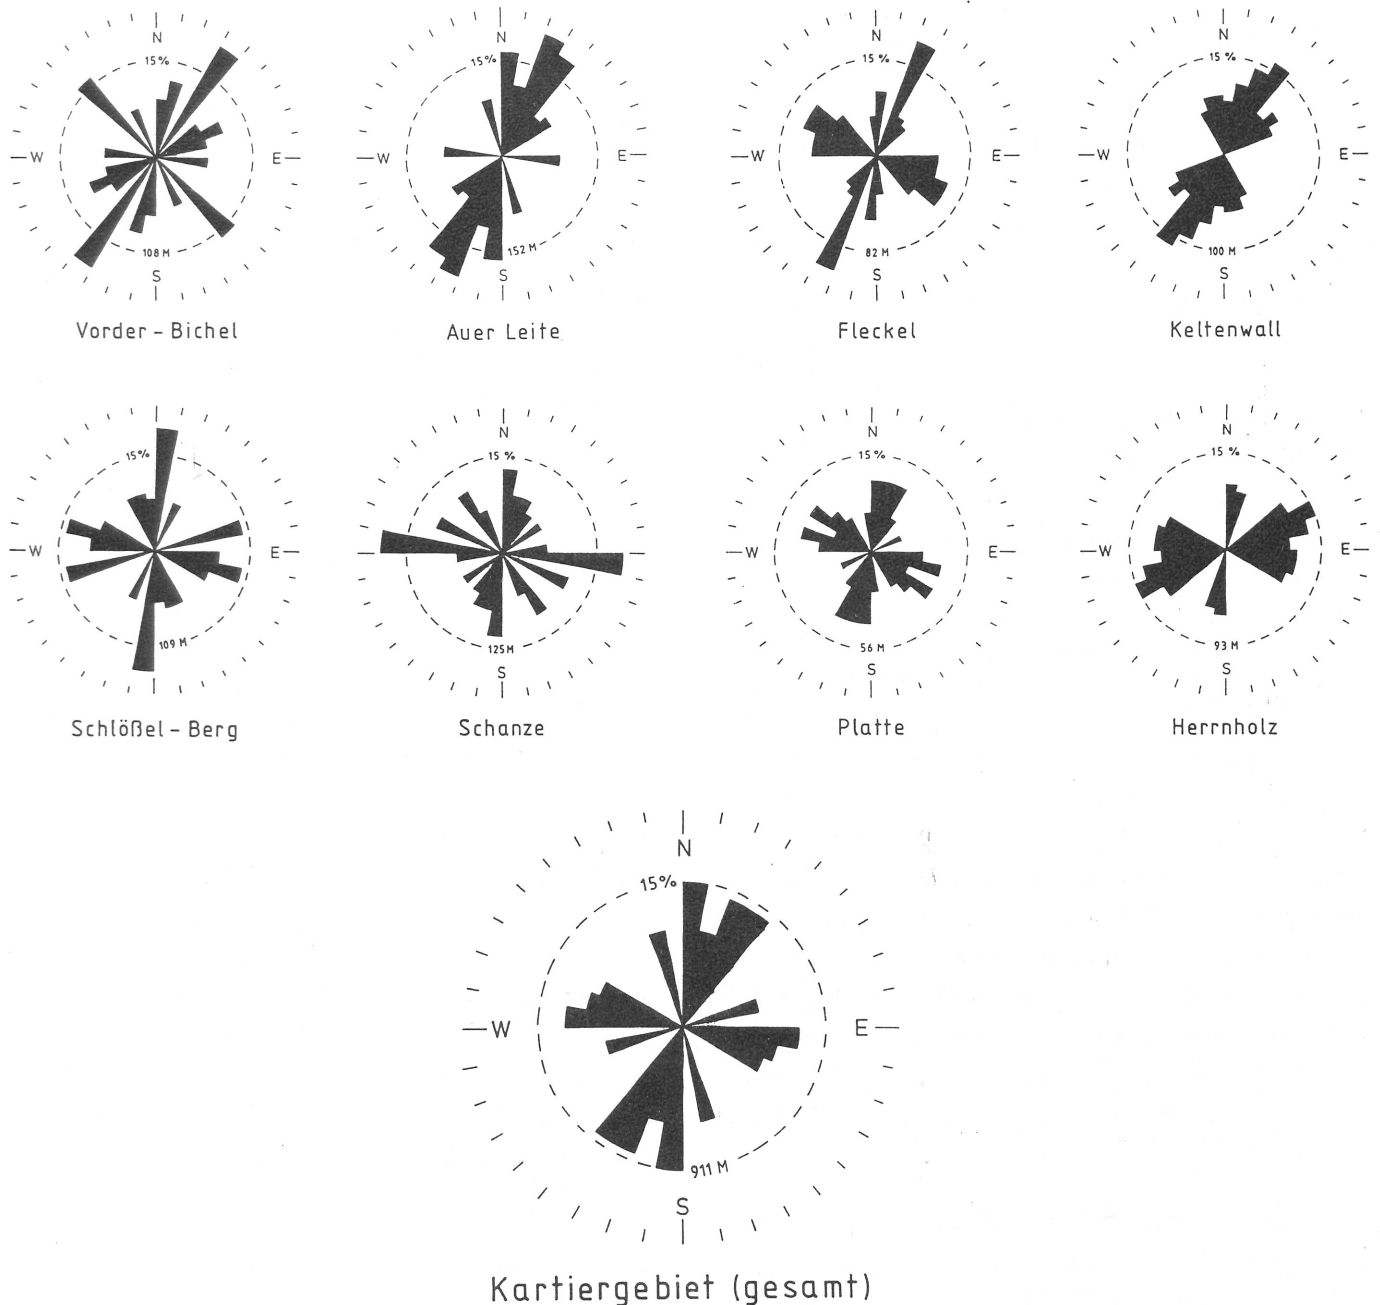 N
15%
W
E
108 M
S
Vorder - Bichel
N
15%
W
E
152 M
S
Auer Leite
N
15 %
W
E
82 M
S
Fleckel
N
15%
W
E
100 M
S
Keltenwall
15%
W
E
109 M
Schlößel - Berg
N
15 %
125M
S
Schanze
N
15 %
W
E
56 M
S
Platte
N
15 %
W
E
93 M
S
Herrnholz
N
15%
W
E
911 M
S
Kartiergebiet (gesamt)